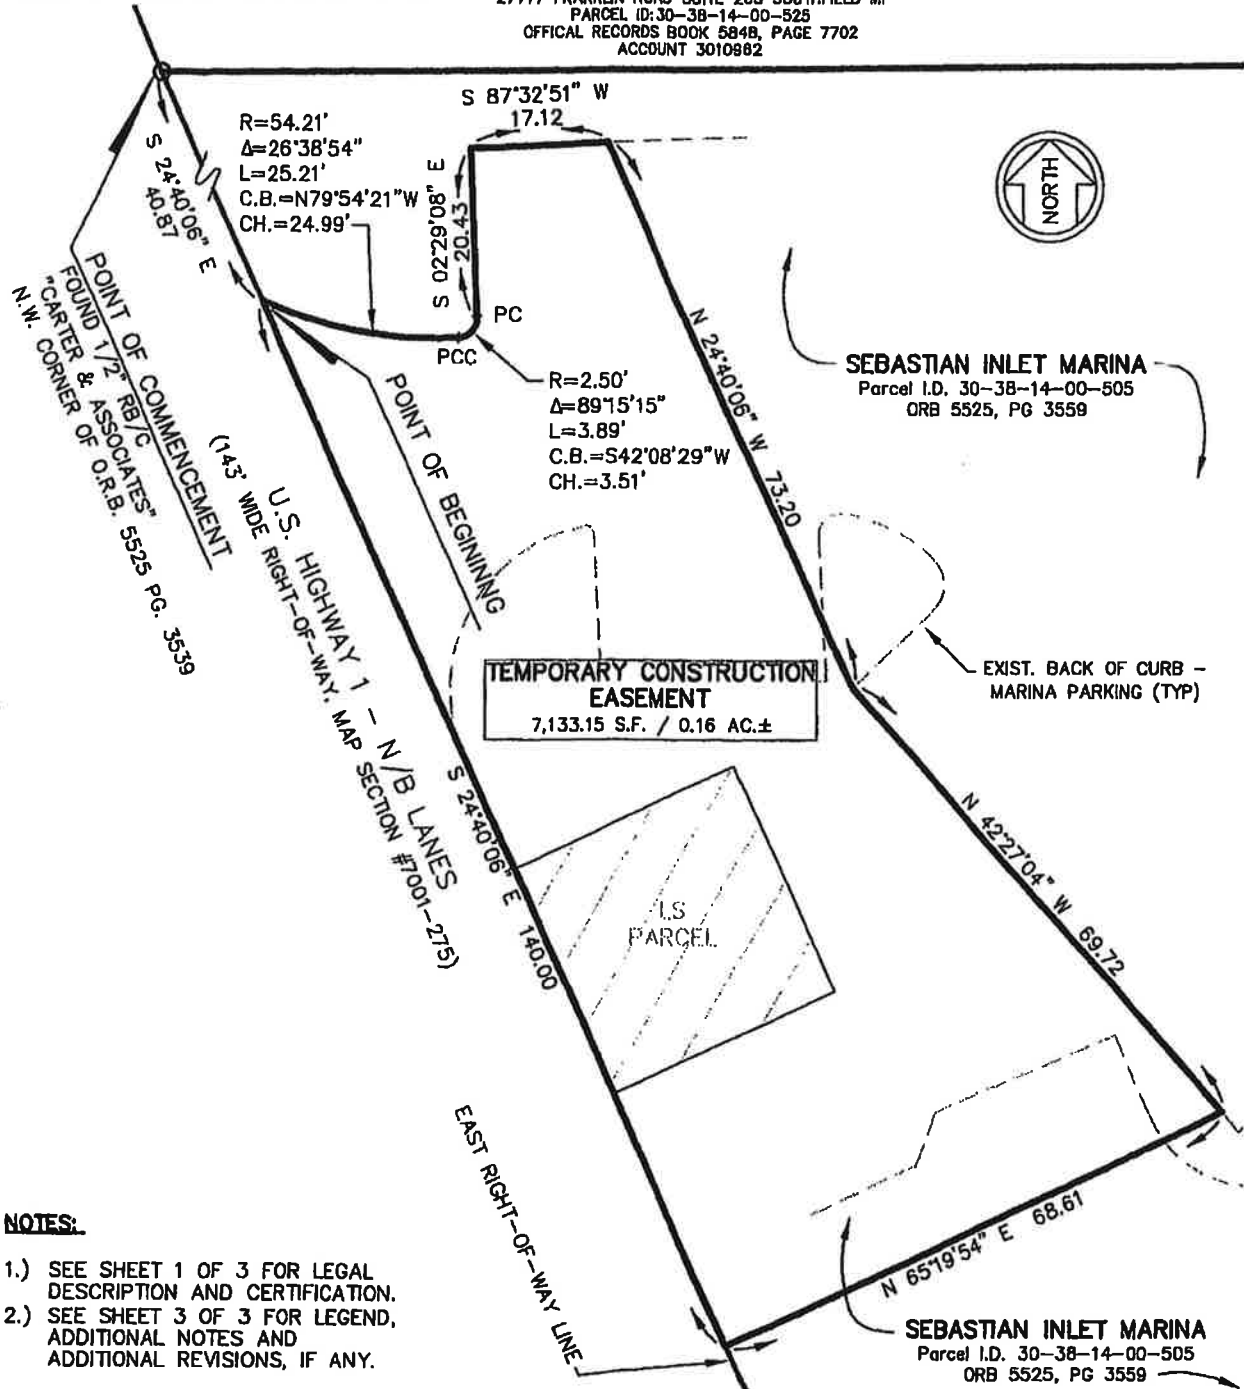 PARCEL ID:30-38-14-00-525
OFFICAL RECORDS BOOK 5848, PAGE 7702
ACCOUNT 3010982
S 87°32'51" W
17.12
R=54.21'
Δ=26°38'54"
L=25.21'
C.B.=N79°54'21"W
CH.=24.99'
S 24°40'06" E
40.87
S 02°29'08" E
20.43
NORTH
PC
PCC
R=2.50'
Δ=89°15'15"
L=3.89'
C.B.=S42°08'29"W
CH.=3.51'
N 24°40'06" W 73.20
SEBASTIAN INLET MARINA
Parcel I.D. 30-38-14-00-505
ORB 5525, PG 3559
POINT OF COMMENCEMENT
FOUND 1/2" RB/C
"CARTER & ASSOCIATES"
N.W. CORNER OF O.R.B. 5525 PG. 3539
POINT OF BEGININNG
U.S. HIGHWAY 1 - N/B LANES
(143' WIDE RIGHT-OF-WAY, MAP SECTION #7001-275)
TEMPORARY CONSTRUCTION
EASEMENT
7,133.15 S.F. / 0.16 AC.±
EXIST. BACK OF CURB -
MARINA PARKING (TYP)
S 24°40'06" E 140.00
N 42°27'04" W 69.72
L.S
PARCEL
EAST RIGHT-OF-WAY LINE
N 65°19'54" E 68.61
NOTES:
1.) SEE SHEET 1 OF 3 FOR LEGAL
DESCRIPTION AND CERTIFICATION.
2.) SEE SHEET 3 OF 3 FOR LEGEND,
ADDITIONAL NOTES AND
ADDITIONAL REVISIONS, IF ANY.
SEBASTIAN INLET MARINA
Parcel I.D. 30-38-14-00-505
ORB 5525, PG 3559